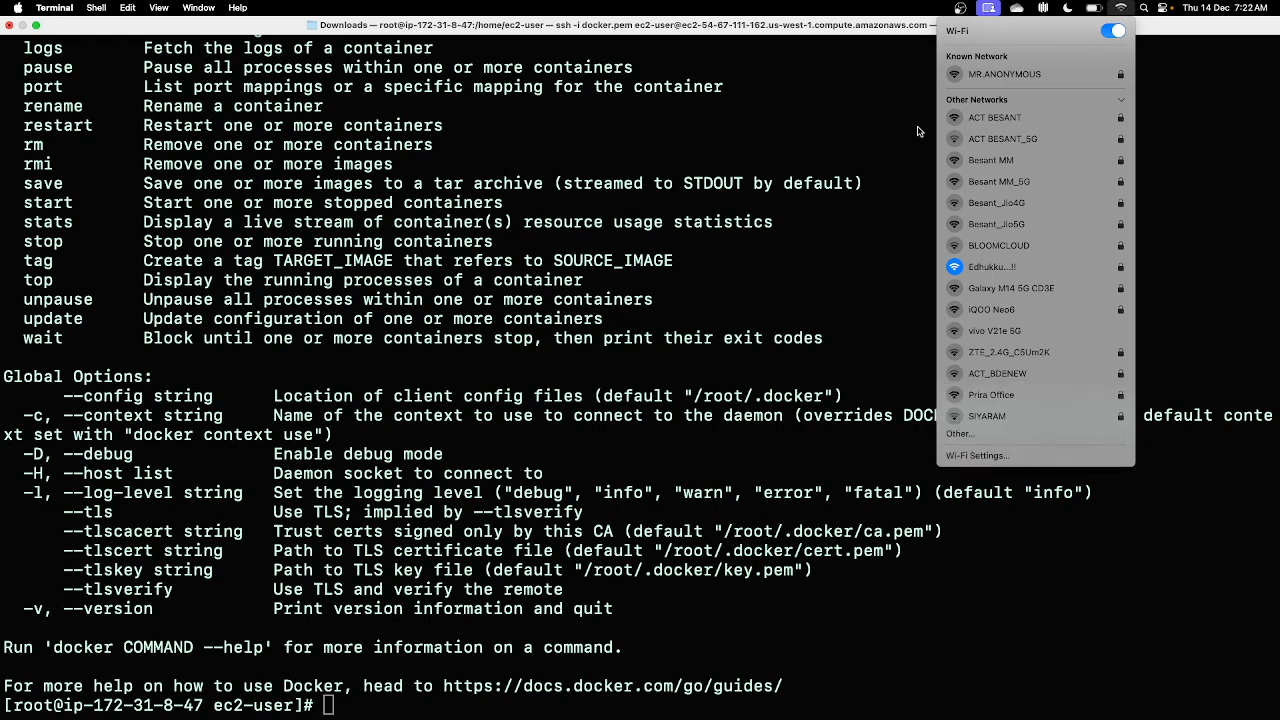 Terminal Shell Edit View Window Help Thu 14 Dec 7:22 AM
Downloads — root@ip-172-31-8-47:/home/ec2-user — ssh -i docker.pem ec2-user@ec2-54-67-111-162.us-west-1.compute.amazonaws.com —
logs Fetch the logs of a container
pause Pause all processes within one or more containers
port List port mappings or a specific mapping for the container
rename Rename a container
restart Restart one or more containers
rm Remove one or more containers
rmi Remove one or more images
save Save one or more images to a tar archive (streamed to STDOUT by default)
start Start one or more stopped containers
stats Display a live stream of container(s) resource usage statistics
stop Stop one or more running containers
tag Create a tag TARGET_IMAGE that refers to SOURCE_IMAGE
top Display the running processes of a container
unpause Unpause all processes within one or more containers
update Update configuration of one or more containers
wait Block until one or more containers stop, then print their exit codes
Global Options:
--config string Location of client config files (default "/root/.docker")
-c, --context string Name of the context to use to connect to the daemon (overrides DOC default conte
xt set with "docker context use")
-D, --debug Enable debug mode
-H, --host list Daemon socket to connect to
-l, --log-level string Set the logging level ("debug", "info", "warn", "error", "fatal") (default "info")
--tls Use TLS; implied by --tlsverify
--tlscacert string Trust certs signed only by this CA (default "/root/.docker/ca.pem")
--tlscert string Path to TLS certificate file (default "/root/.docker/cert.pem")
--tlskey string Path to TLS key file (default "/root/.docker/key.pem")
--tlsverify Use TLS and verify the remote
-v, --version Print version information and quit
Run 'docker COMMAND --help' for more information on a command.
For more help on how to use Docker, head to https://docs.docker.com/go/guides/
[root@ip-172-31-8-47 ec2-user]#
Wi-Fi
Known Network
MR.ANONYMOUS
Other Networks
ACT BESANT
ACT BESANT_5G
Besant MM
Besant MM_5G
Besant_Jio4G
Besant_Jio5G
BLOOMCLOUD
Edhukku...!!
Galaxy M14 5G CD3E
iQOO Neo6
vivo V21e 5G
ZTE_2.4G_C5Um2K
ACT_BDENEW
Prira Office
SIYARAM
Other...
Wi-Fi Settings...